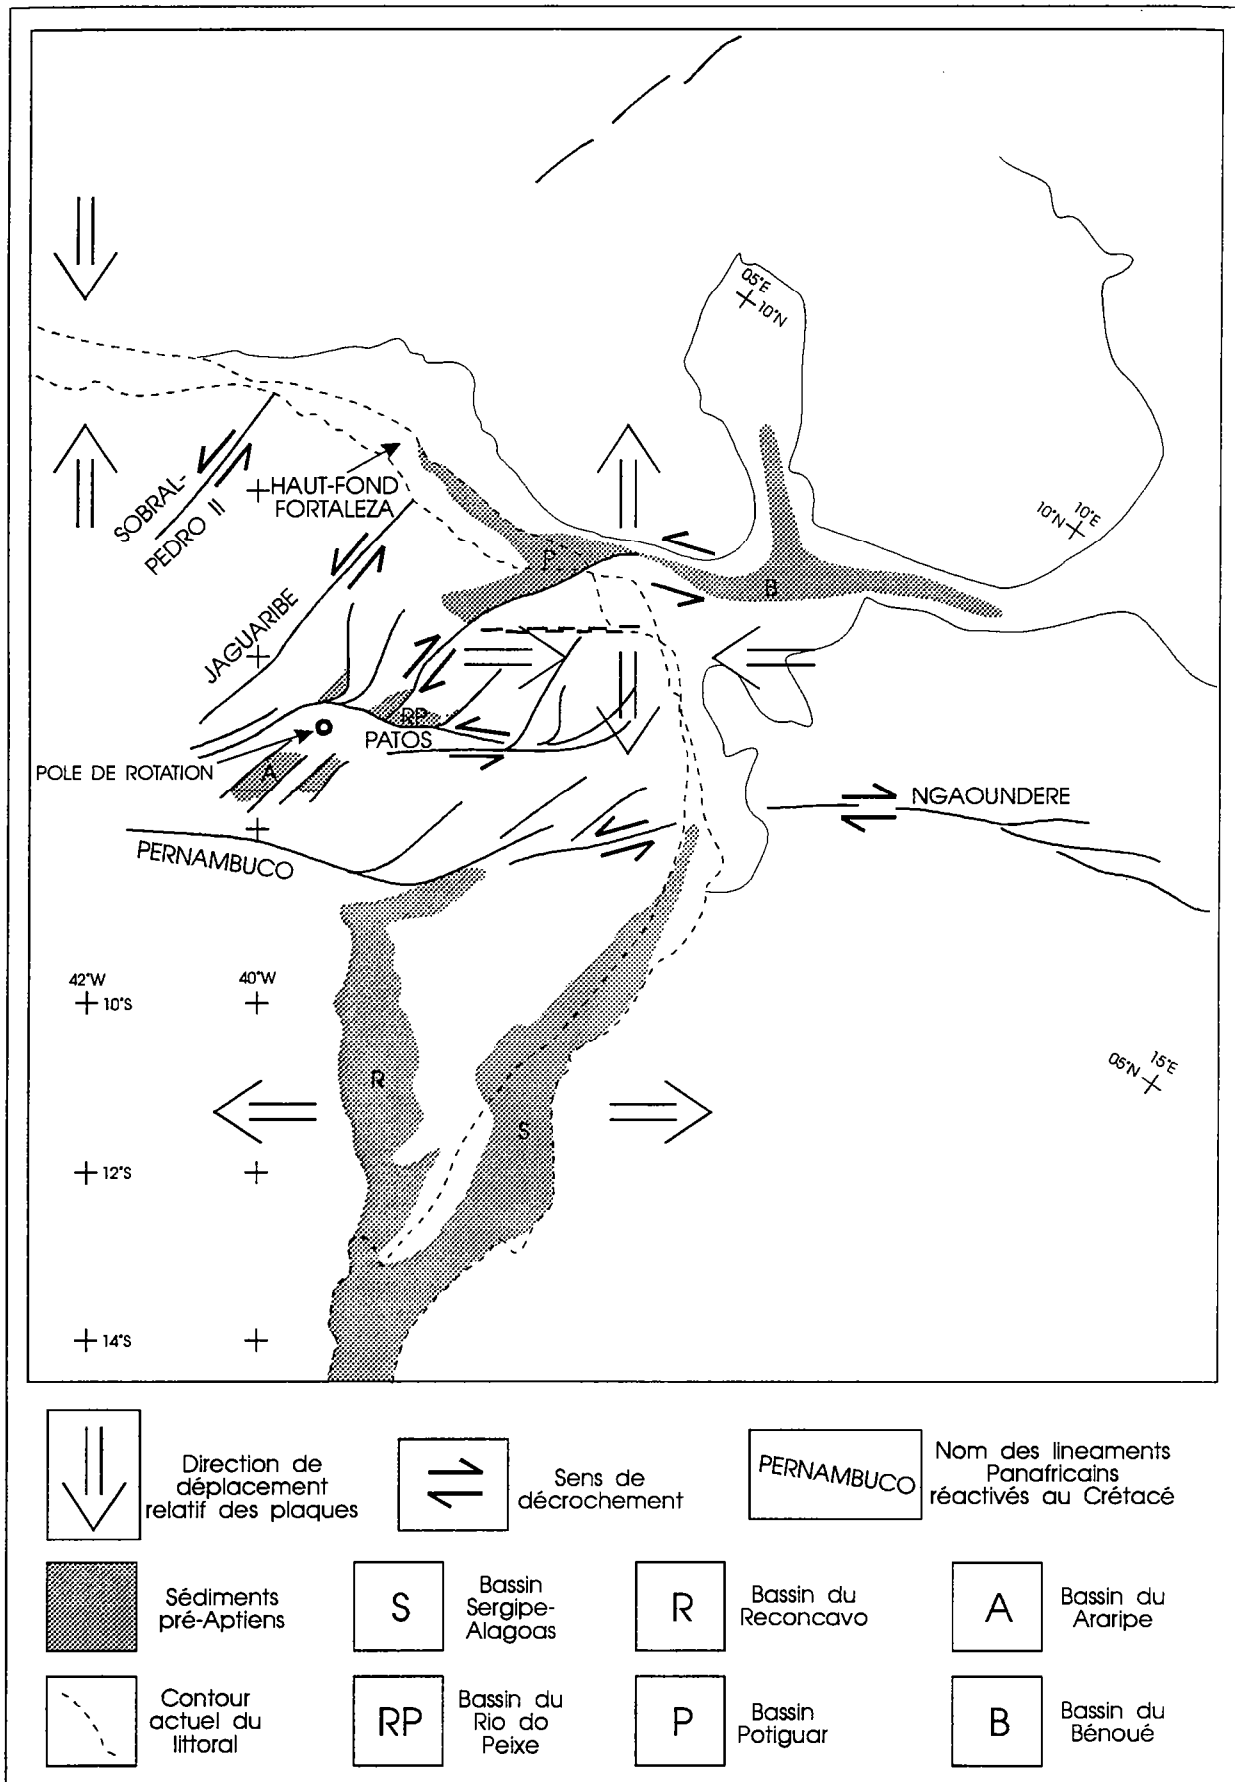 05°E
10°N
SOBRAL-
PEDRO II
HAUT-FOND
FORTALEZA
10°E
10°N
P
B
JAGUARIBE
RP
PATOS
POLE DE ROTATION
A
NGAOUNDERE
PERNAMBUCO
42°W
40°W
10°S
R
S
15°E
05°N
12°S
14°S
Direction de
déplacement
relatif des plaques
Sens de
décrochement
PERNAMBUCO
Nom des lineaments
Panafricains
réactivés au Crétacé
Sédiments
pré-Aptiens
S
Bassin
Sergipe-
Alagoas
R
Bassin du
Reconcavo
A
Bassin du
Araripe
Contour
actuel du
littoral
RP
Bassin du
Rio do
Peixe
P
Bassin
Potiguar
B
Bassin du
Bénoué